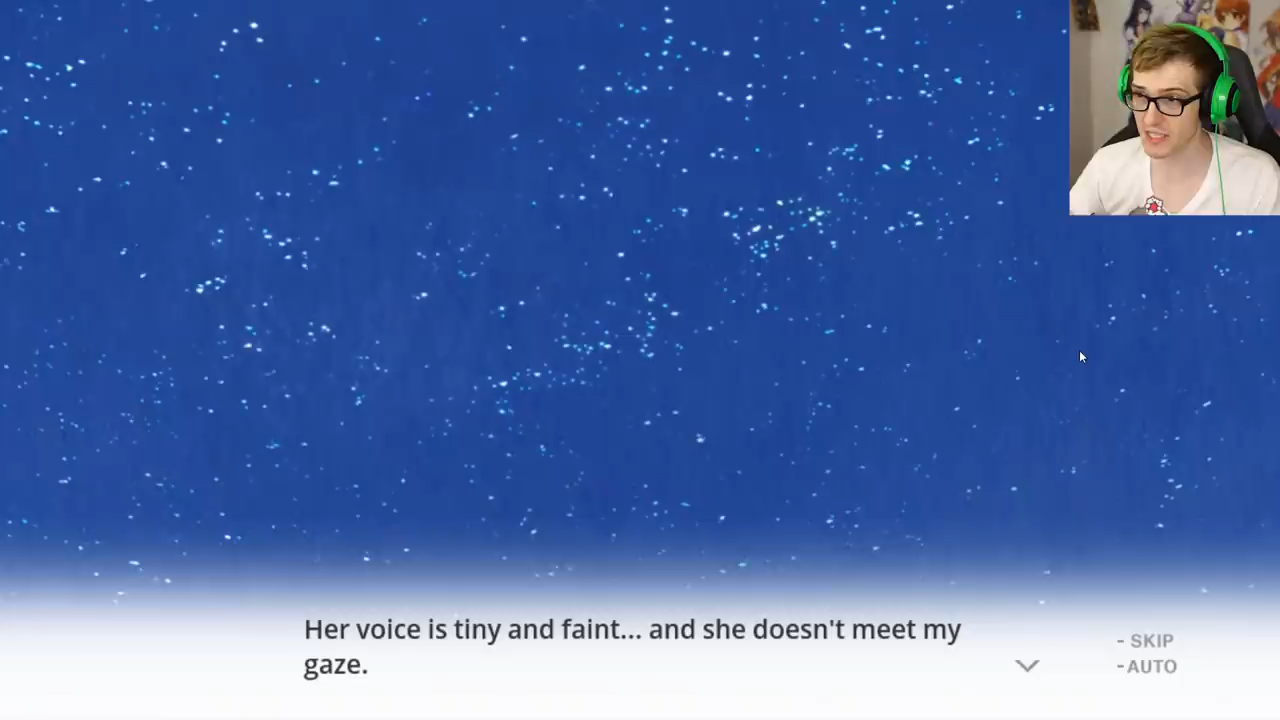 Her voice is tiny and faint... and she doesn't meet my
gaze.
- SKIP
-AUTO